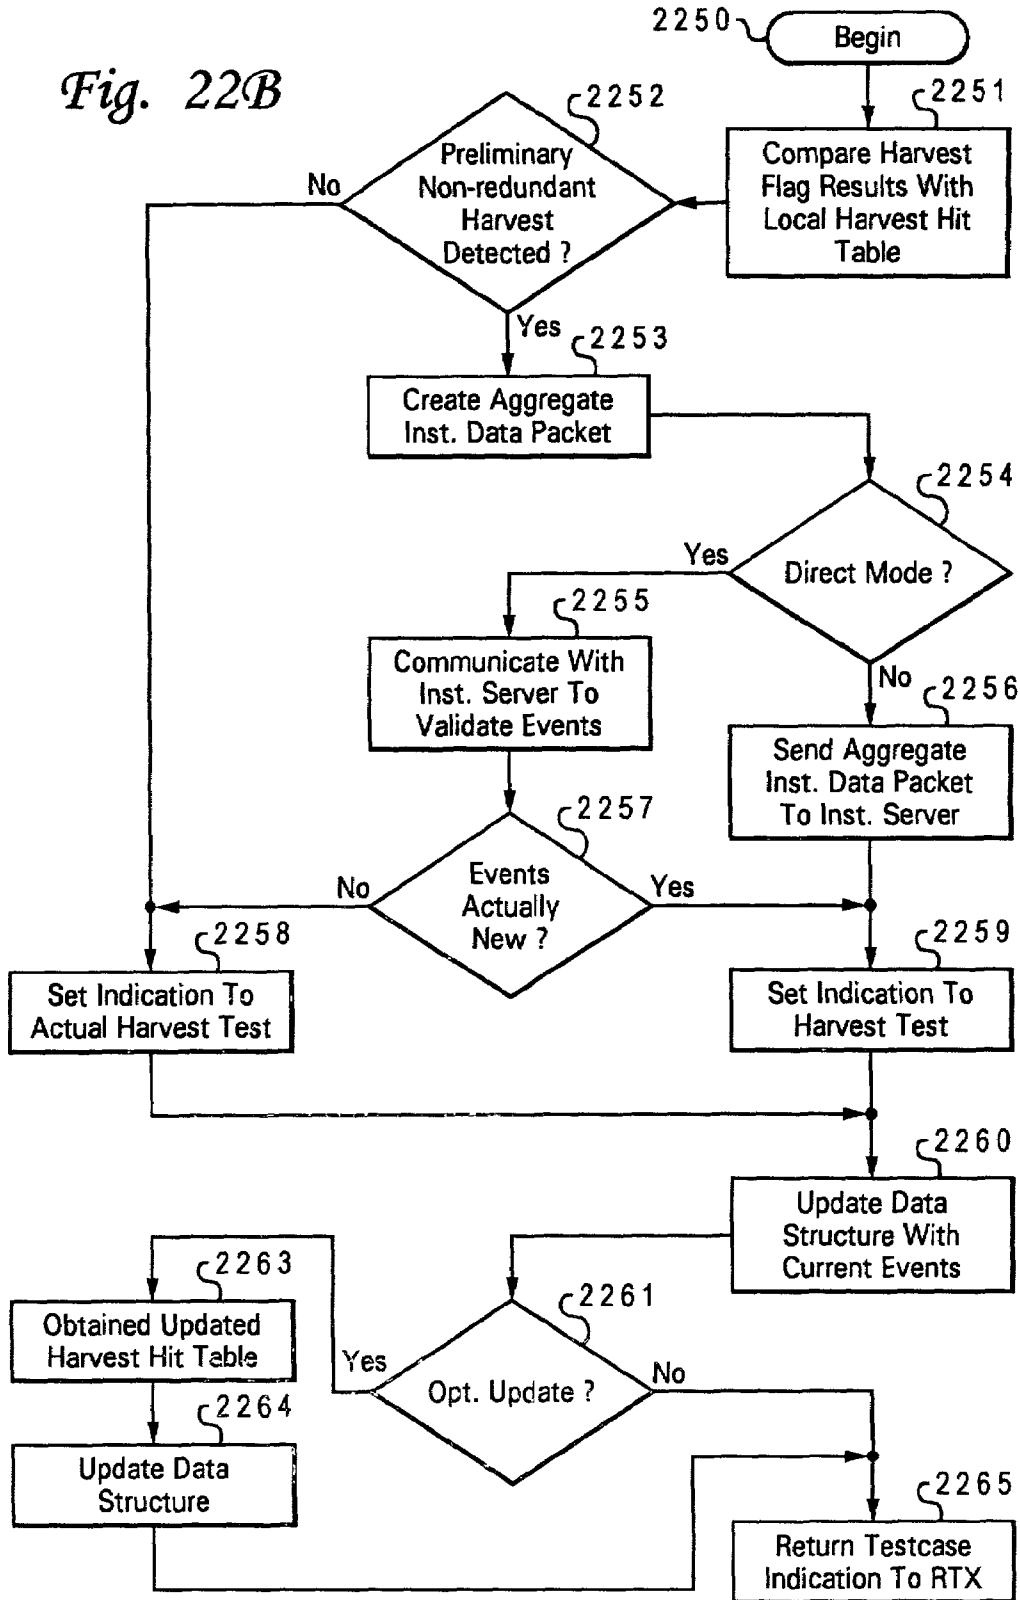 Fig. 22B
2250
Begin
2251
Compare Harvest
Flag Results With
Local Harvest Hit
Table
2252
Preliminary
Non-redundant
Harvest
Detected ?
No
Yes
2253
Create Aggregate
Inst. Data Packet
2254
Direct Mode ?
Yes
No
2255
Communicate With
Inst. Server To
Validate Events
2256
Send Aggregate
Inst. Data Packet
To Inst. Server
2257
Events
Actually
New ?
No
Yes
2258
Set Indication To
Actual Harvest Test
2259
Set Indication To
Harvest Test
2260
Update Data
Structure With
Current Events
2261
Opt. Update ?
Yes
No
2263
Obtained Updated
Harvest Hit Table
2264
Update Data
Structure
2265
Return Testcase
Indication To RTX